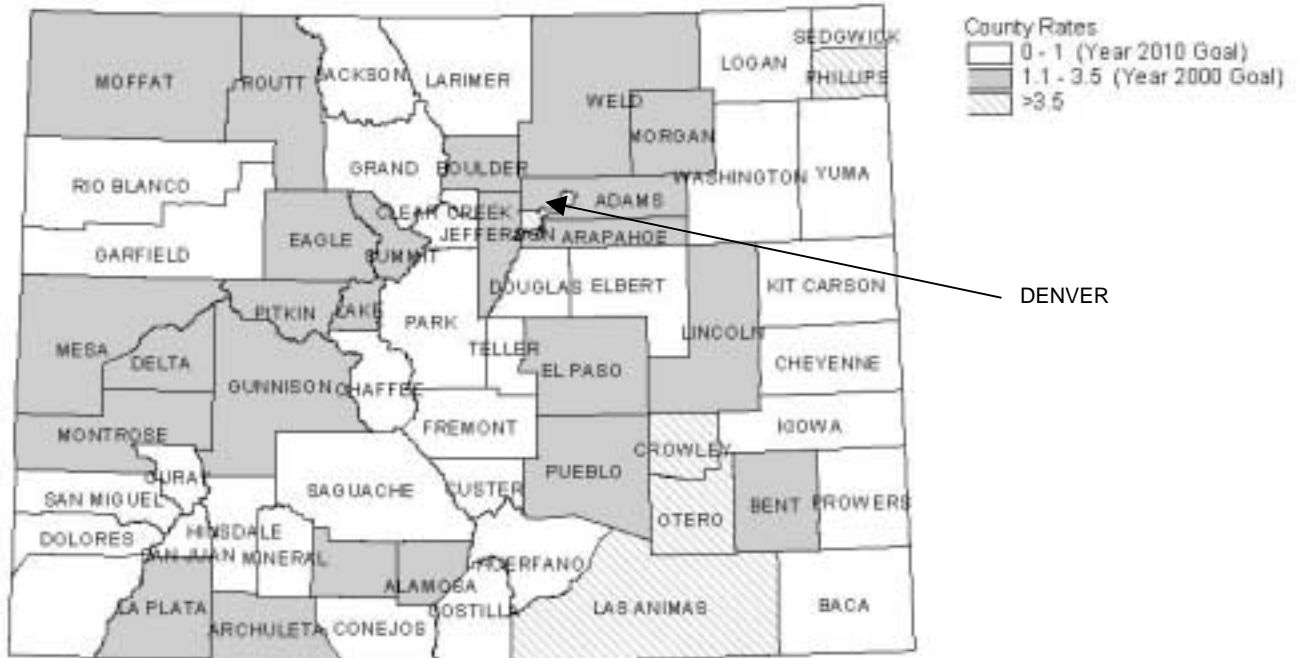 County Rates
0 - 1 (Year 2010 Goal)
1.1 - 3.5 (Year 2000 Goal)
>3.5
SEDGWICK
LOGAN
PHILLIPS
MOFFAT
ROUTT
JACKSON
LARIMER
WELD
MORGAN
GRAND
BOULDER
WASHINGTON
YUMA
RIO BLANCO
ADAMS
CLEAR CREEK
JEFFERSON
ARAPAHOE
EAGLE
GARFIELD
SUMMIT
DOUGLAS
ELBERT
KIT CARSON
DENVER
PITKIN
LAKE
PARK
LINCOLN
MESA
DELTA
TELLER
EL PASO
CHEYENNE
GUNNISON
CHAFFEE
FREMONT
KIOWA
MONTROSE
CROWLEY
PUEBLO
OURAY
SAN MIGUEL
SAGUACHE
CUSTER
BENT
PROWERS
OTERO
DOLORES
HINSDALE
SAN JUAN
MINERAL
HUERFANO
ALAMOSA
LA PLATA
COSTILLA
LAS ANIMAS
BACA
ARCHULETA
CONEJOS